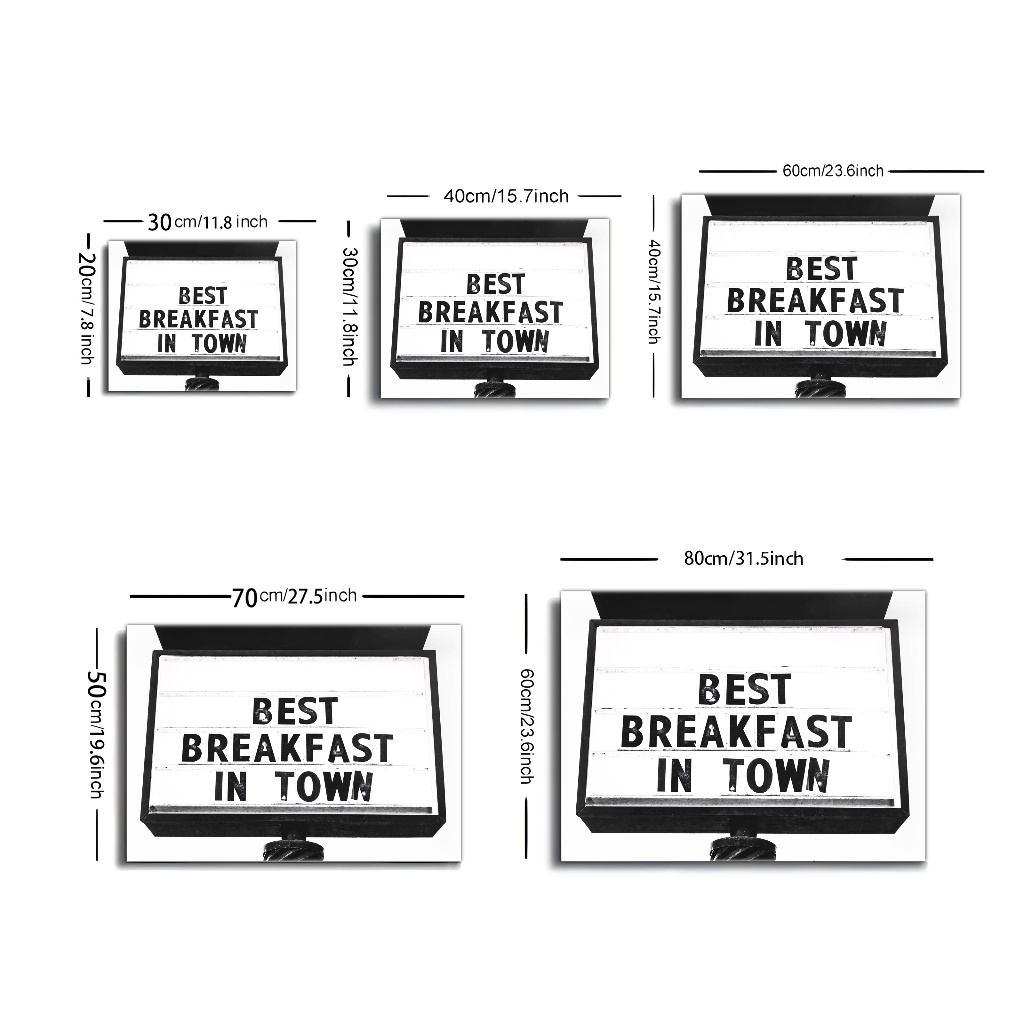 30cm/11.8 inch
20cm/7.8 inch
BEST
BREAKFAST
IN TOWN
40cm/15.7inch
30cm/11.8inch
BEST
BREAKFAST
IN TOWN
60cm/23.6inch
40cm/15.7inch
BEST
BREAKFAST
IN TOWN
70cm/27.5inch
50cm/19.6inch
BEST
BREAKFAST
IN TOWN
80cm/31.5inch
60cm/23.6inch
BEST
BREAKFAST
IN TOWN